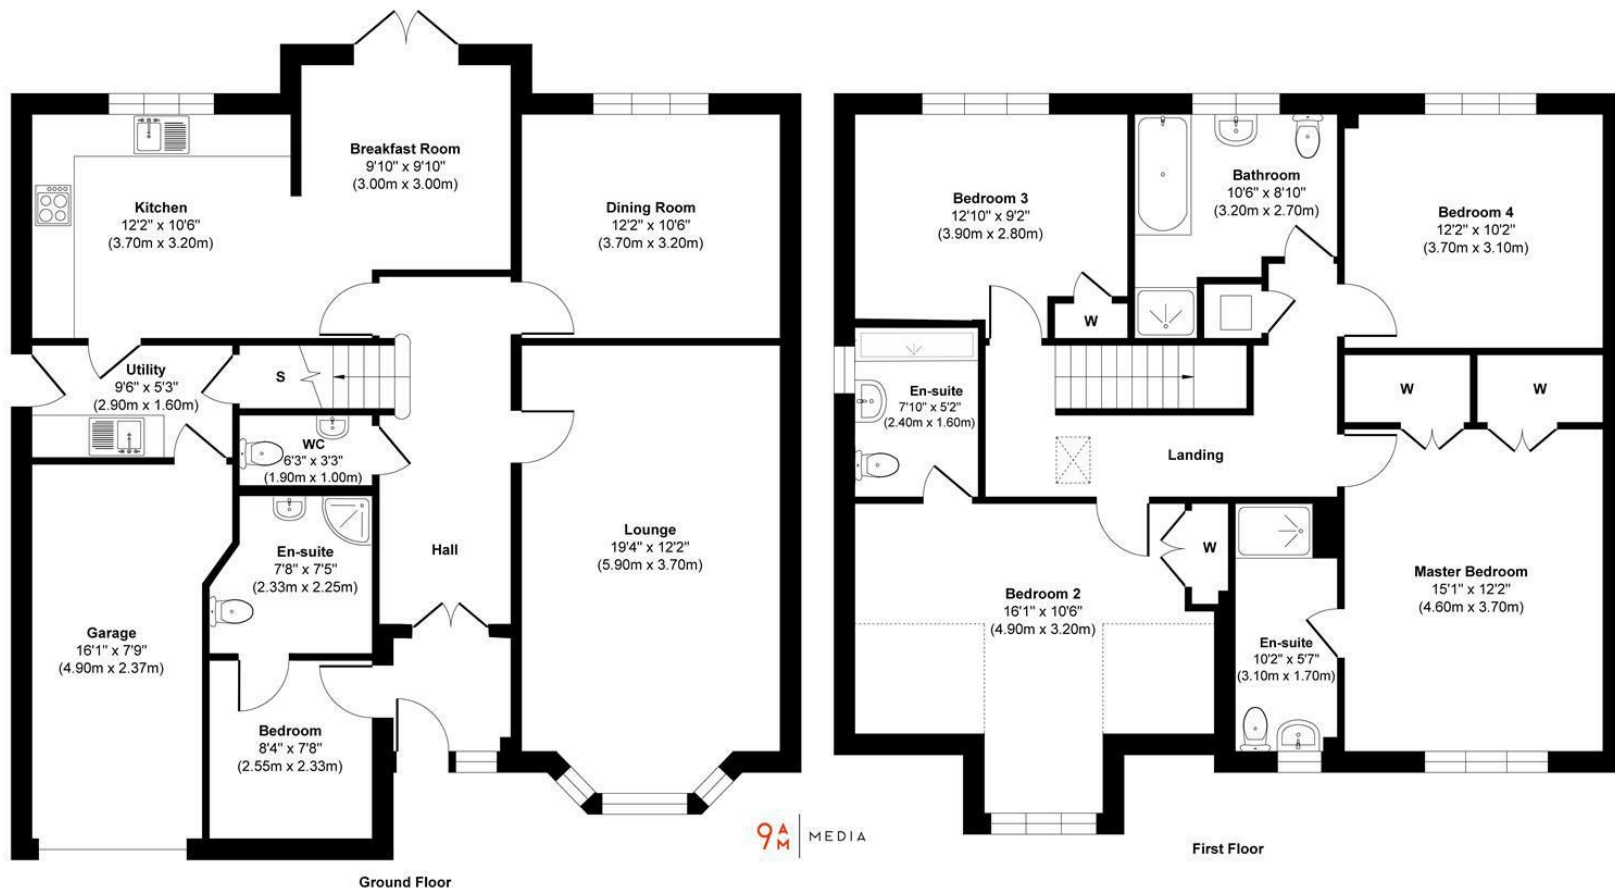 Breakfast Room
9'10" x 9'10"
(3.00m x 3.00m)
Kitchen
12'2" x 10'6"
(3.70m x 3.20m)
Dining Room
12'2" x 10'6"
(3.70m x 3.20m)
Utility
9'6" x 5'3"
(2.90m x 1.60m)
S
WC
6'3" x 3'3"
(1.90m x 1.00m)
En-suite
7'8" x 7'5"
(2.33m x 2.25m)
Hall
Lounge
19'4" x 12'2"
(5.90m x 3.70m)
Garage
16'1" x 7'9"
(4.90m x 2.37m)
Bedroom
8'4" x 7'8"
(2.55m x 2.33m)
Ground Floor
9AM MEDIA
Bedroom 3
12'10" x 9'2"
(3.90m x 2.80m)
W
Bathroom
10'6" x 8'10"
(3.20m x 2.70m)
Bedroom 4
12'2" x 10'2"
(3.70m x 3.10m)
En-suite
7'10" x 5'2"
(2.40m x 1.60m)
W
W
Landing
W
Bedroom 2
16'1" x 10'6"
(4.90m x 3.20m)
Master Bedroom
15'1" x 12'2"
(4.60m x 3.70m)
En-suite
10'2" x 5'7"
(3.10m x 1.70m)
First Floor